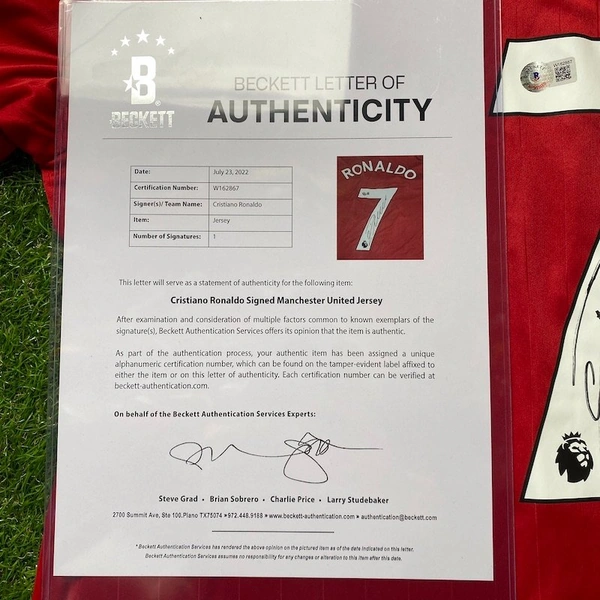 B
BECKETT
BECKETT LETTER OF
AUTHENTICITY
Date: July 23, 2022
Certification Number: W162867
Signer(s)/ Team Name: Cristiano Ronaldo
Item: Jersey
Number of Signatures: 1
RONALDO
7
This letter will serve as a statement of authenticity for the following item:
Cristiano Ronaldo Signed Manchester United Jersey
After examination and consideration of multiple factors common to known exemplars of the
signature(s), Beckett Authentication Services offers its opinion that the item is authentic.
As part of the authentication process, your authentic item has been assigned a unique
alphanumeric certification number, which can be found on the tamper-evident label affixed to
either the item or on this letter of authenticity. Each certification number can be verified at
beckett-authentication.com.
On behalf of the Beckett Authentication Services Experts:
Steve Grad • Brian Sobrero • Charlie Price • Larry Studebaker
2700 Summit Ave, Ste 100.Plano TX75074 • 972.448.9188 • www.beckett-authentication.com • authentication@beckett.com
* Beckett Authentication Services has rendered the above opinion on the pictured item as of the date indicated on this letter.
Beckett Authentication Services assumes no responsibility for any changes or alteration to this item after this date.
W162867